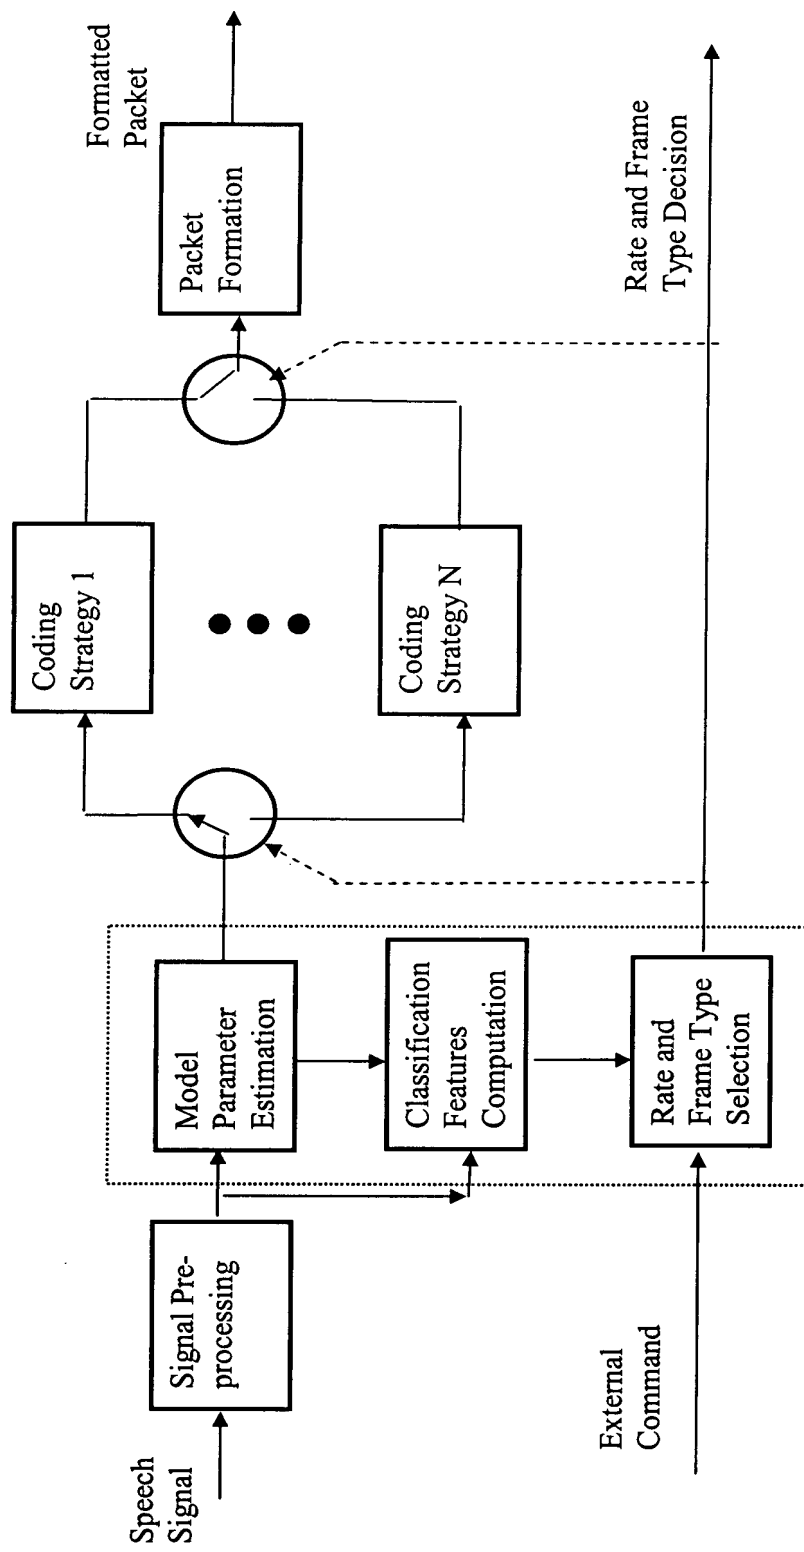 Speech
Signal
Signal Pre-
processing
Model
Parameter
Estimation
Classification
Features
Computation
Rate and
Frame Type
Selection
External
Command
Coding
Strategy 1
Coding
Strategy N
Packet
Formation
Formatted
Packet
Rate and Frame
Type Decision